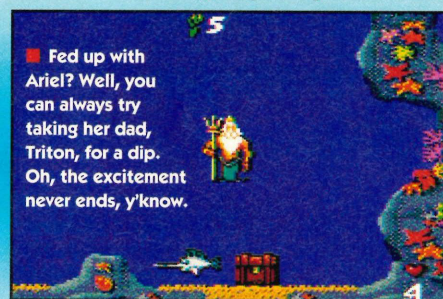 5
Fed up with
Ariel? Well, you
can always try
taking her dad,
Triton, for a dip.
Oh, the excitement
never ends, y'know.
4